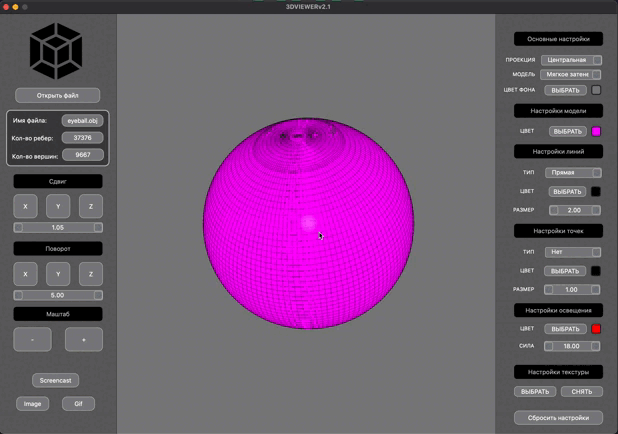 3DVIEWERv2.1
Открыть файл
Имя файла: eyeball.obj
Кол-во ребер: 37376
Кол-во вершин: 9667
Сдвиг
X Y Z
1.05
Поворот
X Y Z
5.00
Маштаб
- +
Screencast
Image Gif
Основные настройки
ПРОЕКЦИЯ Центральная
МОДЕЛЬ Мягкое затене
ЦВЕТ ФОНА ВЫБРАТЬ
Настройки модели
ЦВЕТ ВЫБРАТЬ
Настройки линий
ТИП Прямая
ЦВЕТ ВЫБРАТЬ
РАЗМЕР 2.00
Настройки точек
ТИП Нет
ЦВЕТ ВЫБРАТЬ
РАЗМЕР 1.00
Настройки освещения
ЦВЕТ ВЫБРАТЬ
СИЛА 18.00
Настройки текстуры
ВЫБРАТЬ СНЯТЬ
Сбросить настройки